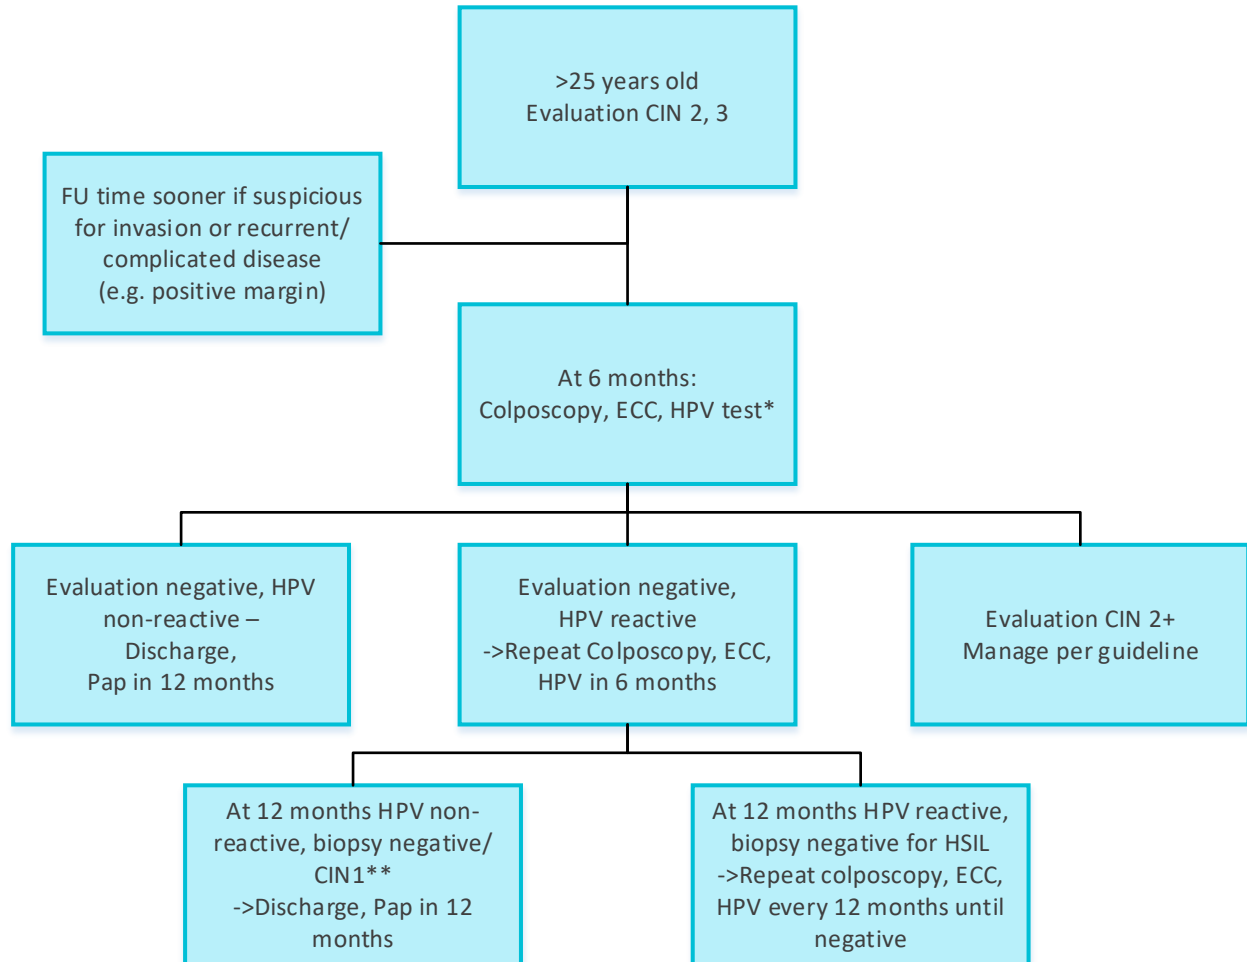 >25 years old
Evaluation CIN 2, 3
FU time sooner if suspicious
for invasion or recurrent/
complicated disease
(e.g. positive margin)
At 6 months:
Colposcopy, ECC, HPV test*
Evaluation negative, HPV
non-reactive –
Discharge,
Pap in 12 months
Evaluation negative,
HPV reactive
->Repeat Colposcopy, ECC,
HPV in 6 months
Evaluation CIN 2+
Manage per guideline
At 12 months HPV non-
reactive, biopsy negative/
CIN1**
->Discharge, Pap in 12
months
At 12 months HPV reactive,
biopsy negative for HSIL
->Repeat colposcopy, ECC,
HPV every 12 months until
negative